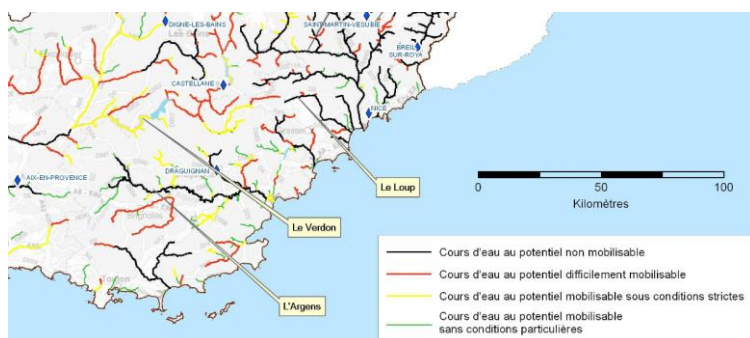 DIGNE-LES-BAINS
SAINT-MARTIN-VESUBIE
BREIL
SUR-ROYA
CASTELLANE
NICE
AIX-EN-PROVENCE
DRAGUIGNAN
Le Loup
Le Verdon
L'Argens
Toulon
0 50 100
Kilomètres
Cours d'eau au potentiel non mobilisable
Cours d'eau au potentiel difficilement mobilisable
Cours d'eau au potentiel mobilisable sous conditions strictes
Cours d'eau au potentiel mobilisable
sans conditions particulières